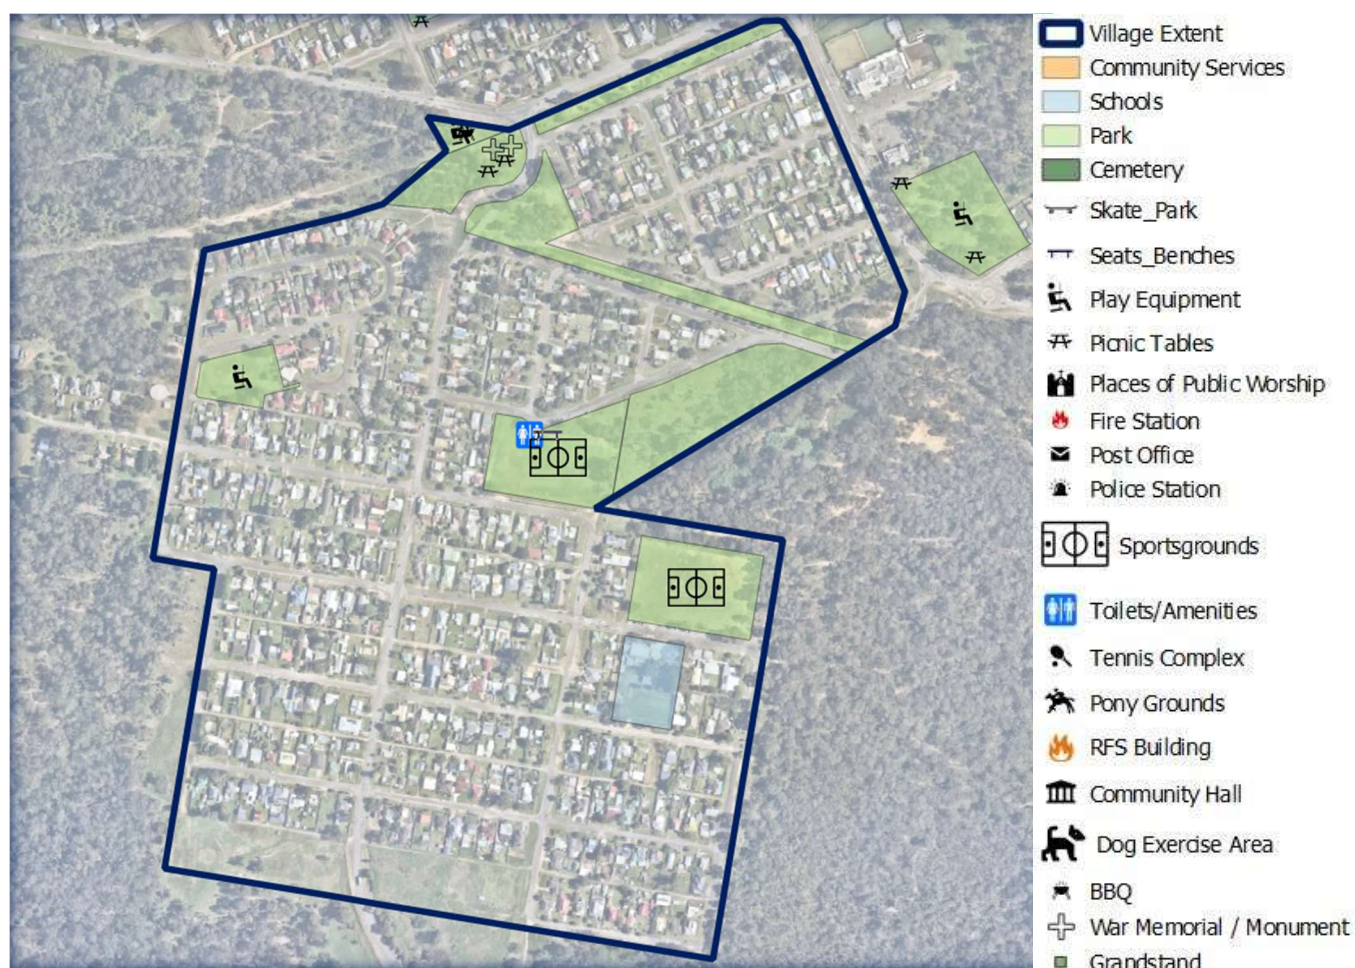 Village Extent
Community Services
Schools
Park
Cemetery
Skate_Park
Seats_Benches
Play Equipment
Picnic Tables
Places of Public Worship
Fire Station
Post Office
Police Station
Sportsgrounds
Toilets/Amenities
Tennis Complex
Pony Grounds
RFS Building
Community Hall
Dog Exercise Area
BBQ
War Memorial / Monument
Grandstand